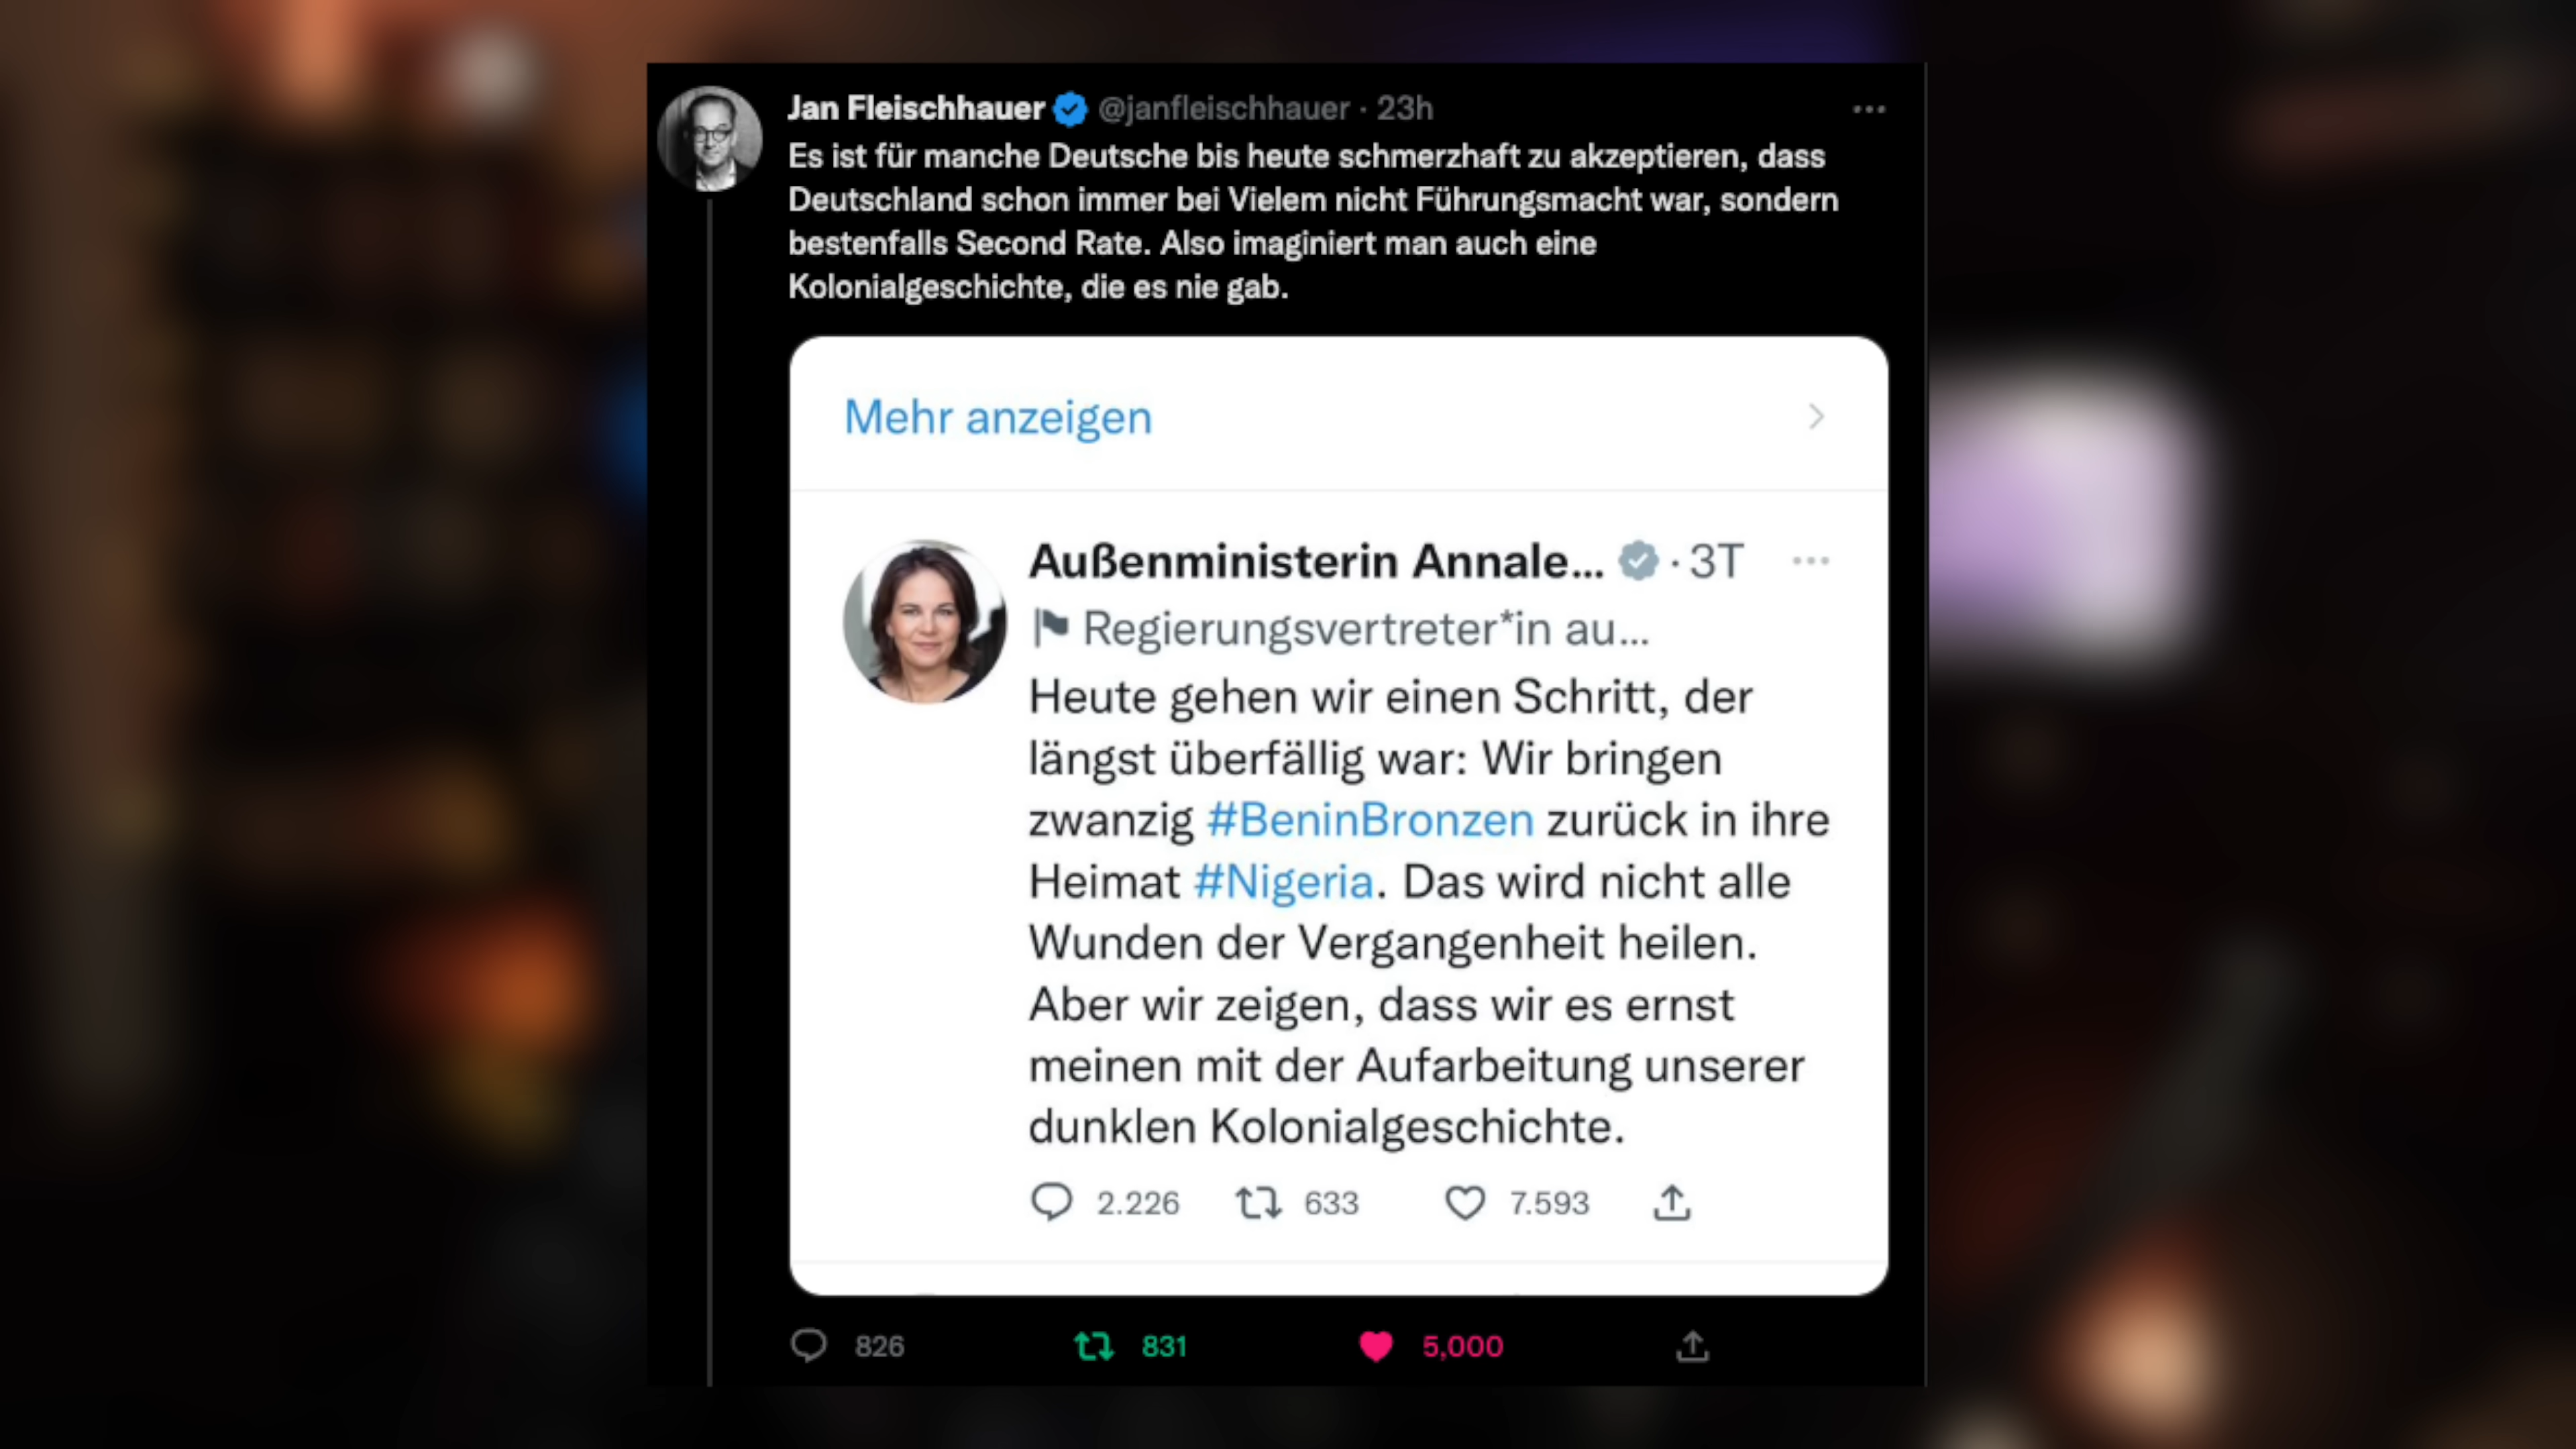 Jan Fleischhauer @janfleischhauer · 23h
Es ist für manche Deutsche bis heute schmerzhaft zu akzeptieren, dass
Deutschland schon immer bei Vielem nicht Führungsmacht war, sondern
bestenfalls Second Rate. Also imaginiert man auch eine
Kolonialgeschichte, die es nie gab.
Mehr anzeigen
Außenministerin Annale... · 3T
Regierungsvertreter*in au...
Heute gehen wir einen Schritt, der
längst überfällig war: Wir bringen
zwanzig #BeninBronzen zurück in ihre
Heimat #Nigeria. Das wird nicht alle
Wunden der Vergangenheit heilen.
Aber wir zeigen, dass wir es ernst
meinen mit der Aufarbeitung unserer
dunklen Kolonialgeschichte.
2.226 633 7.593
826 831 5,000